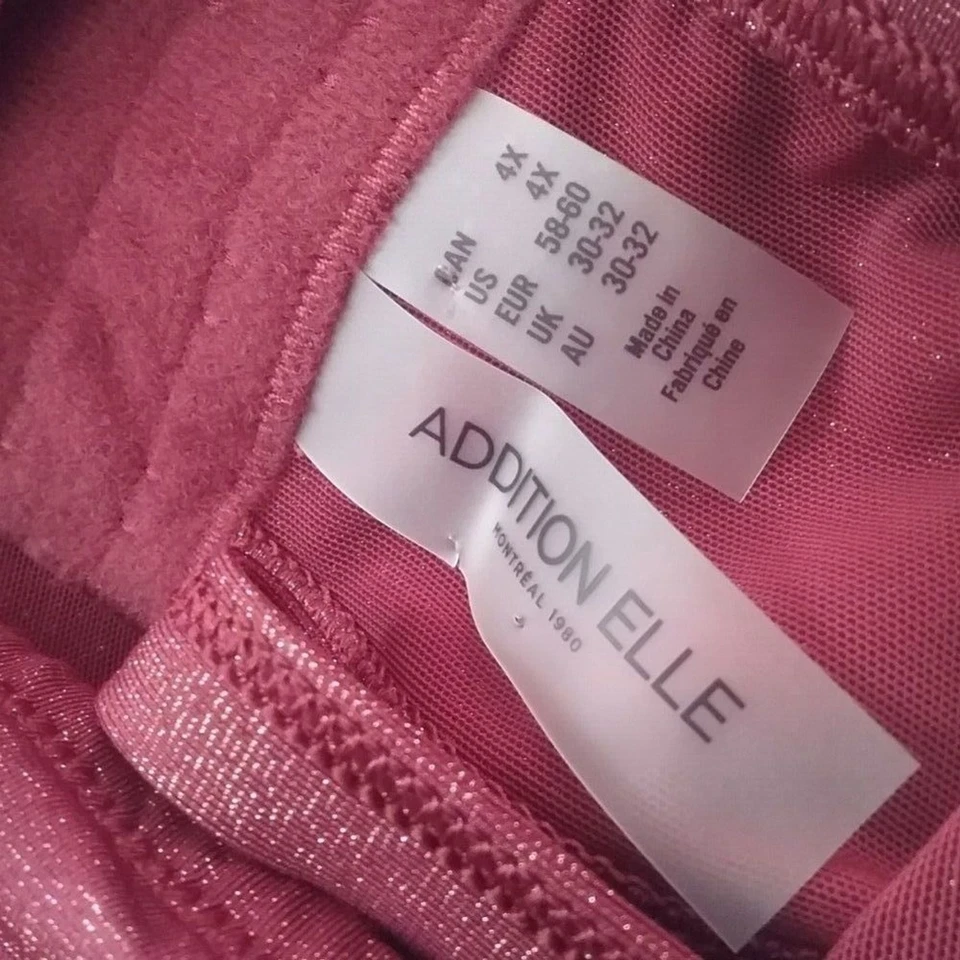 CAN 4X
US 4X
EUR 58-60
UK 30-32
AU 30-32
Made in
China
Fabriqué en
Chine
ADDITION ELLE
MONTRÉAL 1980